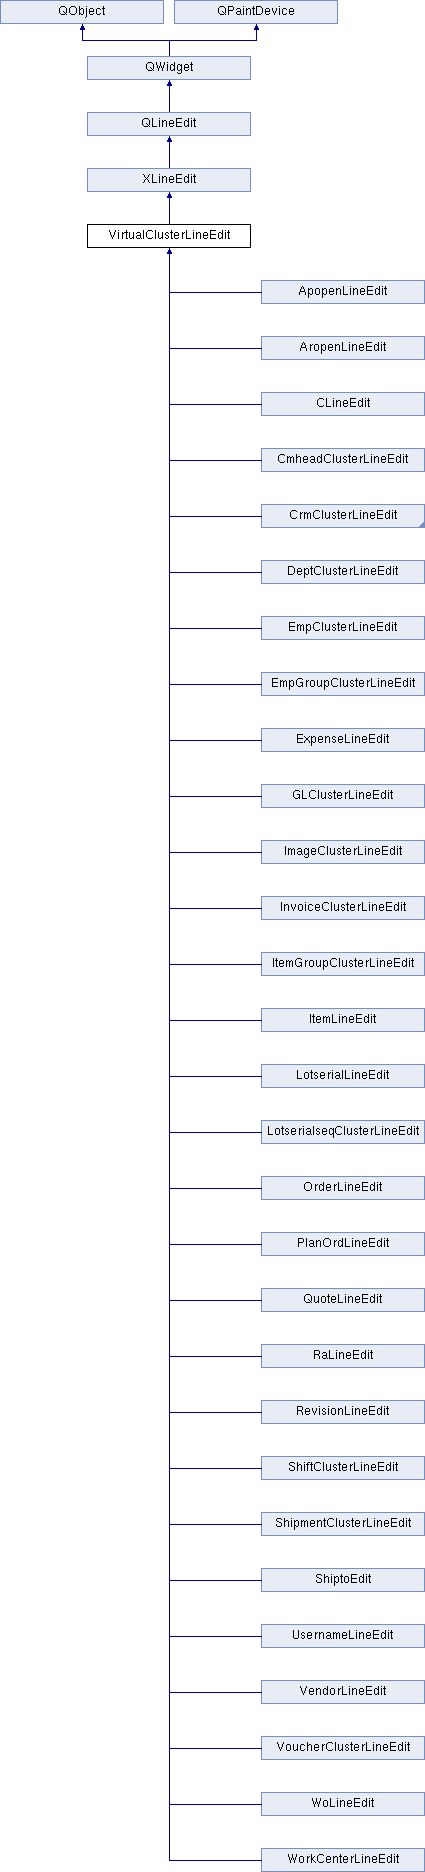 QObject
QPaintDevice
QWidget
QLineEdit
XLineEdit
VirtualClusterLineEdit
ApopenLineEdit
AropenLineEdit
CLineEdit
CmheadClusterLineEdit
CrmClusterLineEdit
DeptClusterLineEdit
EmpClusterLineEdit
EmpGroupClusterLineEdit
ExpenseLineEdit
GLClusterLineEdit
ImageClusterLineEdit
InvoiceClusterLineEdit
ItemGroupClusterLineEdit
ItemLineEdit
LotserialLineEdit
LotserialseqClusterLineEdit
OrderLineEdit
PlanOrdLineEdit
QuoteLineEdit
RaLineEdit
RevisionLineEdit
ShiftClusterLineEdit
ShipmentClusterLineEdit
ShiptoEdit
UsernameLineEdit
VendorLineEdit
VoucherClusterLineEdit
WoLineEdit
WorkCenterLineEdit